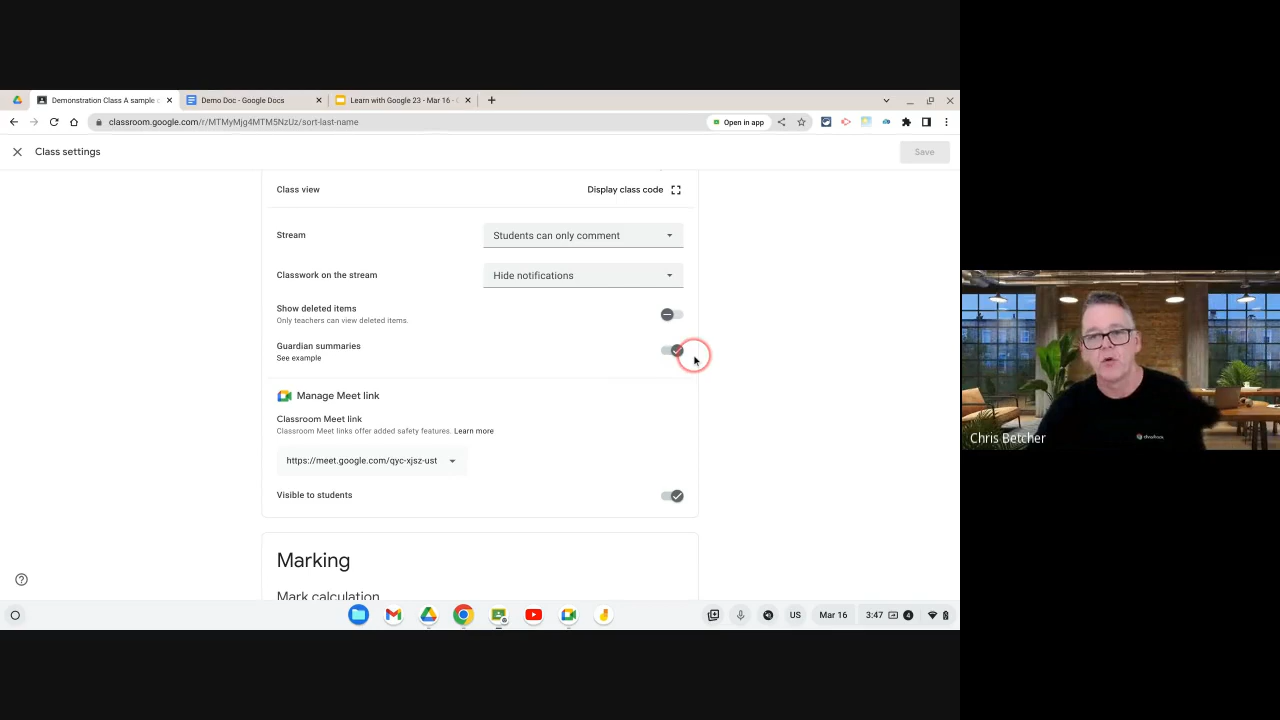 Demonstration Class A sample c
Demo Doc - Google Docs
Learn with Google 23 - Mar 16 -
classroom.google.com/r/MTMyMjg4MTM5NzUz/sort-last-name
Open in app
Class settings
Save
Class view
Display class code
Stream
Students can only comment
Classwork on the stream
Hide notifications
Show deleted items
Only teachers can view deleted items.
Guardian summaries
See example
Manage Meet link
Classroom Meet link
Classroom Meet links offer added safety features. Learn more
https://meet.google.com/qyc-xjsz-ust
Visible to students
Marking
Mark calculation
US
Mar 16
3:47
4
Chris Betcher